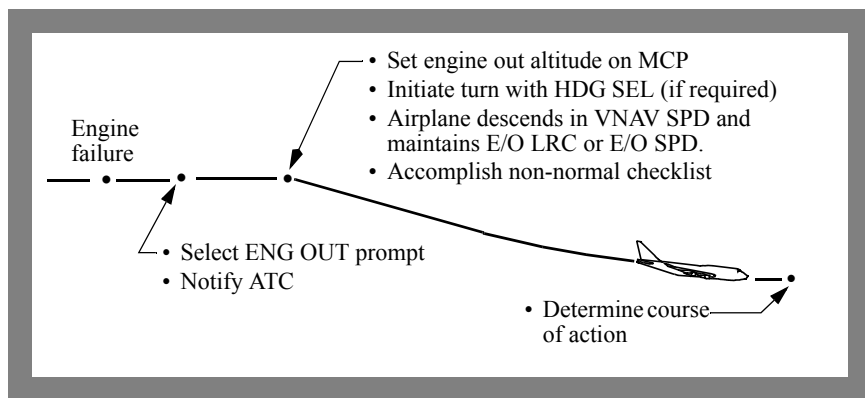 • Set engine out altitude on MCP
• Initiate turn with HDG SEL (if required)
• Airplane descends in VNAV SPD and
maintains E/O LRC or E/O SPD.
• Accomplish non-normal checklist
Engine
failure
• Select ENG OUT prompt
• Notify ATC
• Determine course
of action